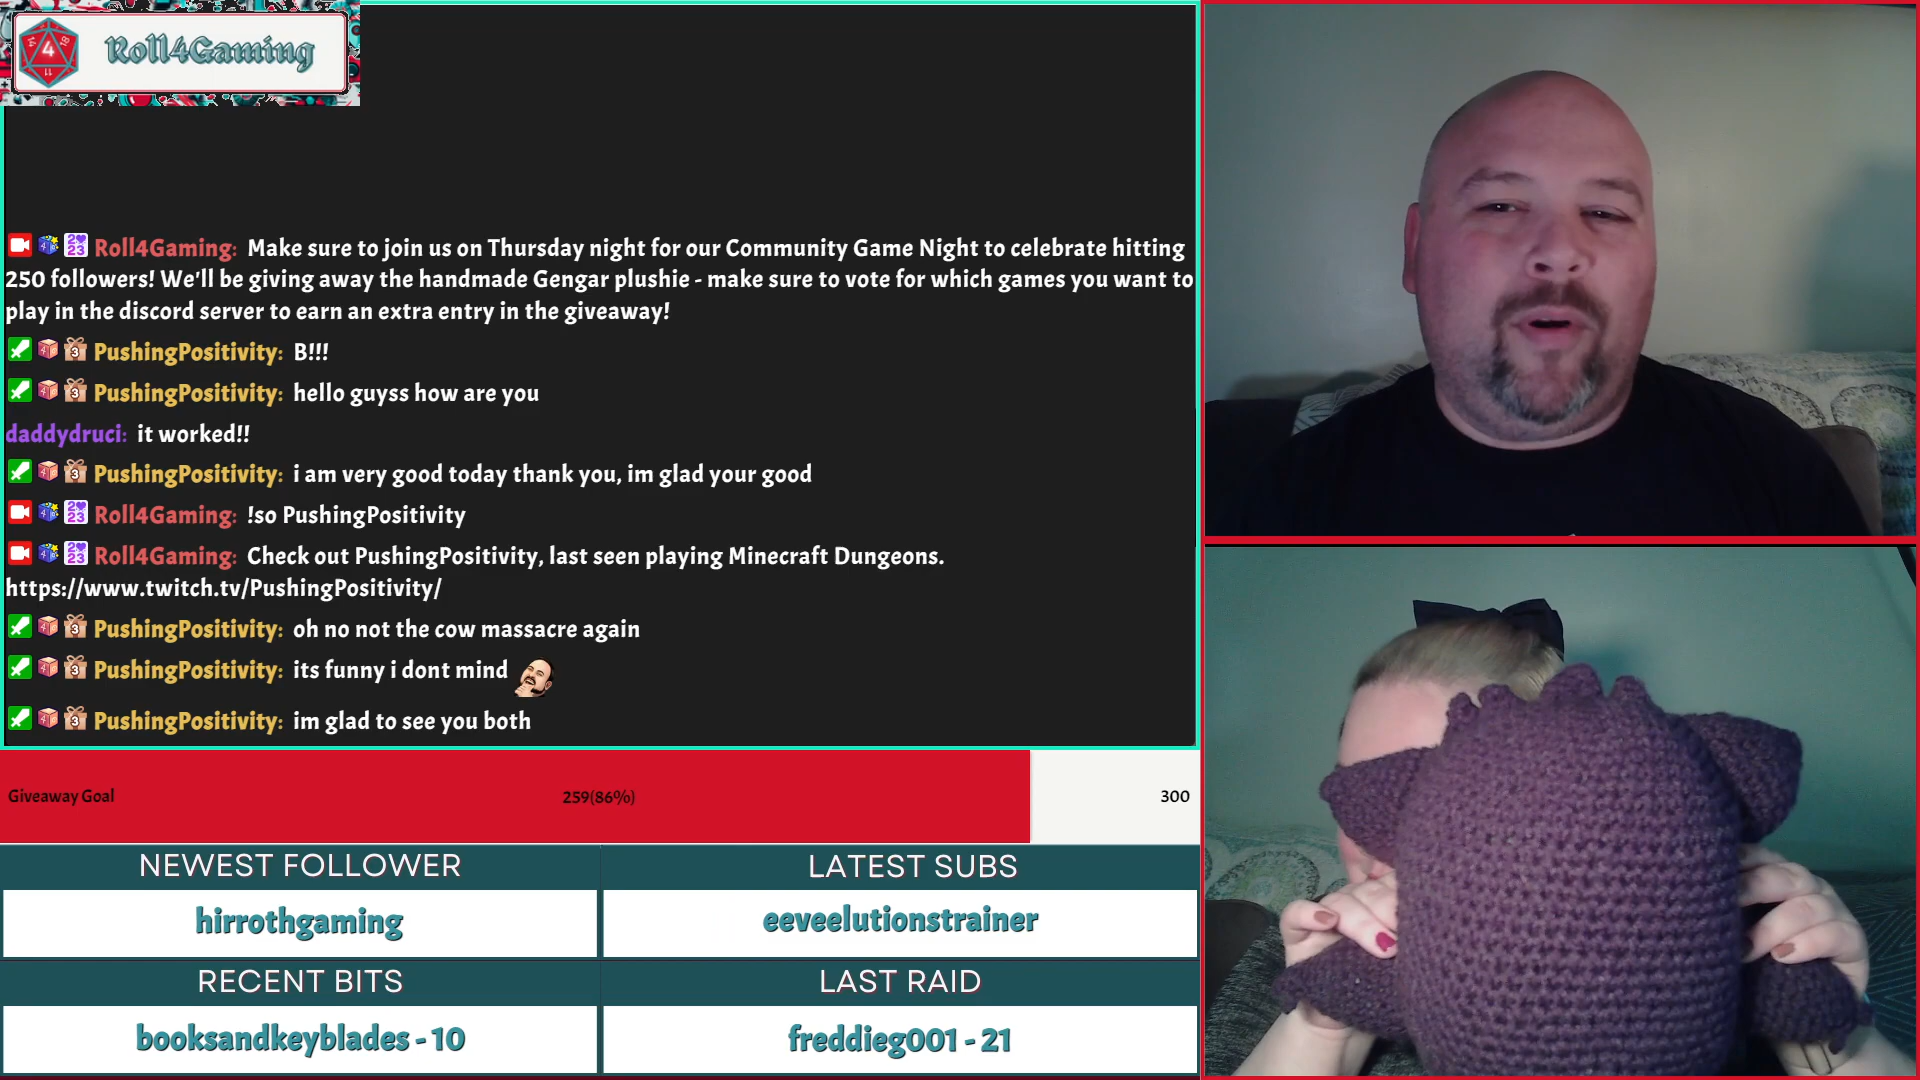 Roll4Gaming
Roll4Gaming: Make sure to join us on Thursday night for our Community Game Night to celebrate hitting
250 followers! We'll be giving away the handmade Gengar plushie - make sure to vote for which games you want to
play in the discord server to earn an extra entry in the giveaway!
PushingPositivity: B!!!
PushingPositivity: hello guyss how are you
daddydruci: it worked!!
PushingPositivity: i am very good today thank you, im glad your good
Roll4Gaming: !so PushingPositivity
Roll4Gaming: Check out PushingPositivity, last seen playing Minecraft Dungeons.
https://www.twitch.tv/PushingPositivity/
PushingPositivity: oh no not the cow massacre again
PushingPositivity: its funny i dont mind
PushingPositivity: im glad to see you both
Giveaway Goal 259(86%) 300
NEWEST FOLLOWER
hirrothgaming
LATEST SUBS
eeveelutionstrainer
RECENT BITS
booksandkeyblades - 10
LAST RAID
freddieg001 - 21